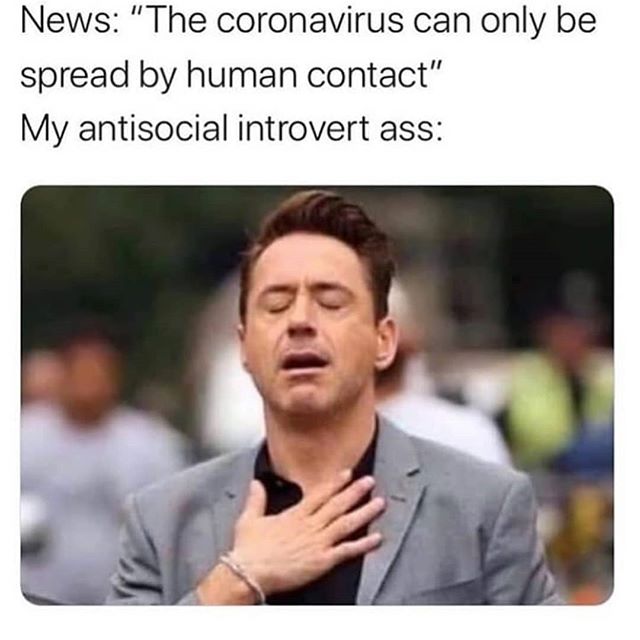 News: "The coronavirus can only be
spread by human contact"
My antisocial introvert ass: